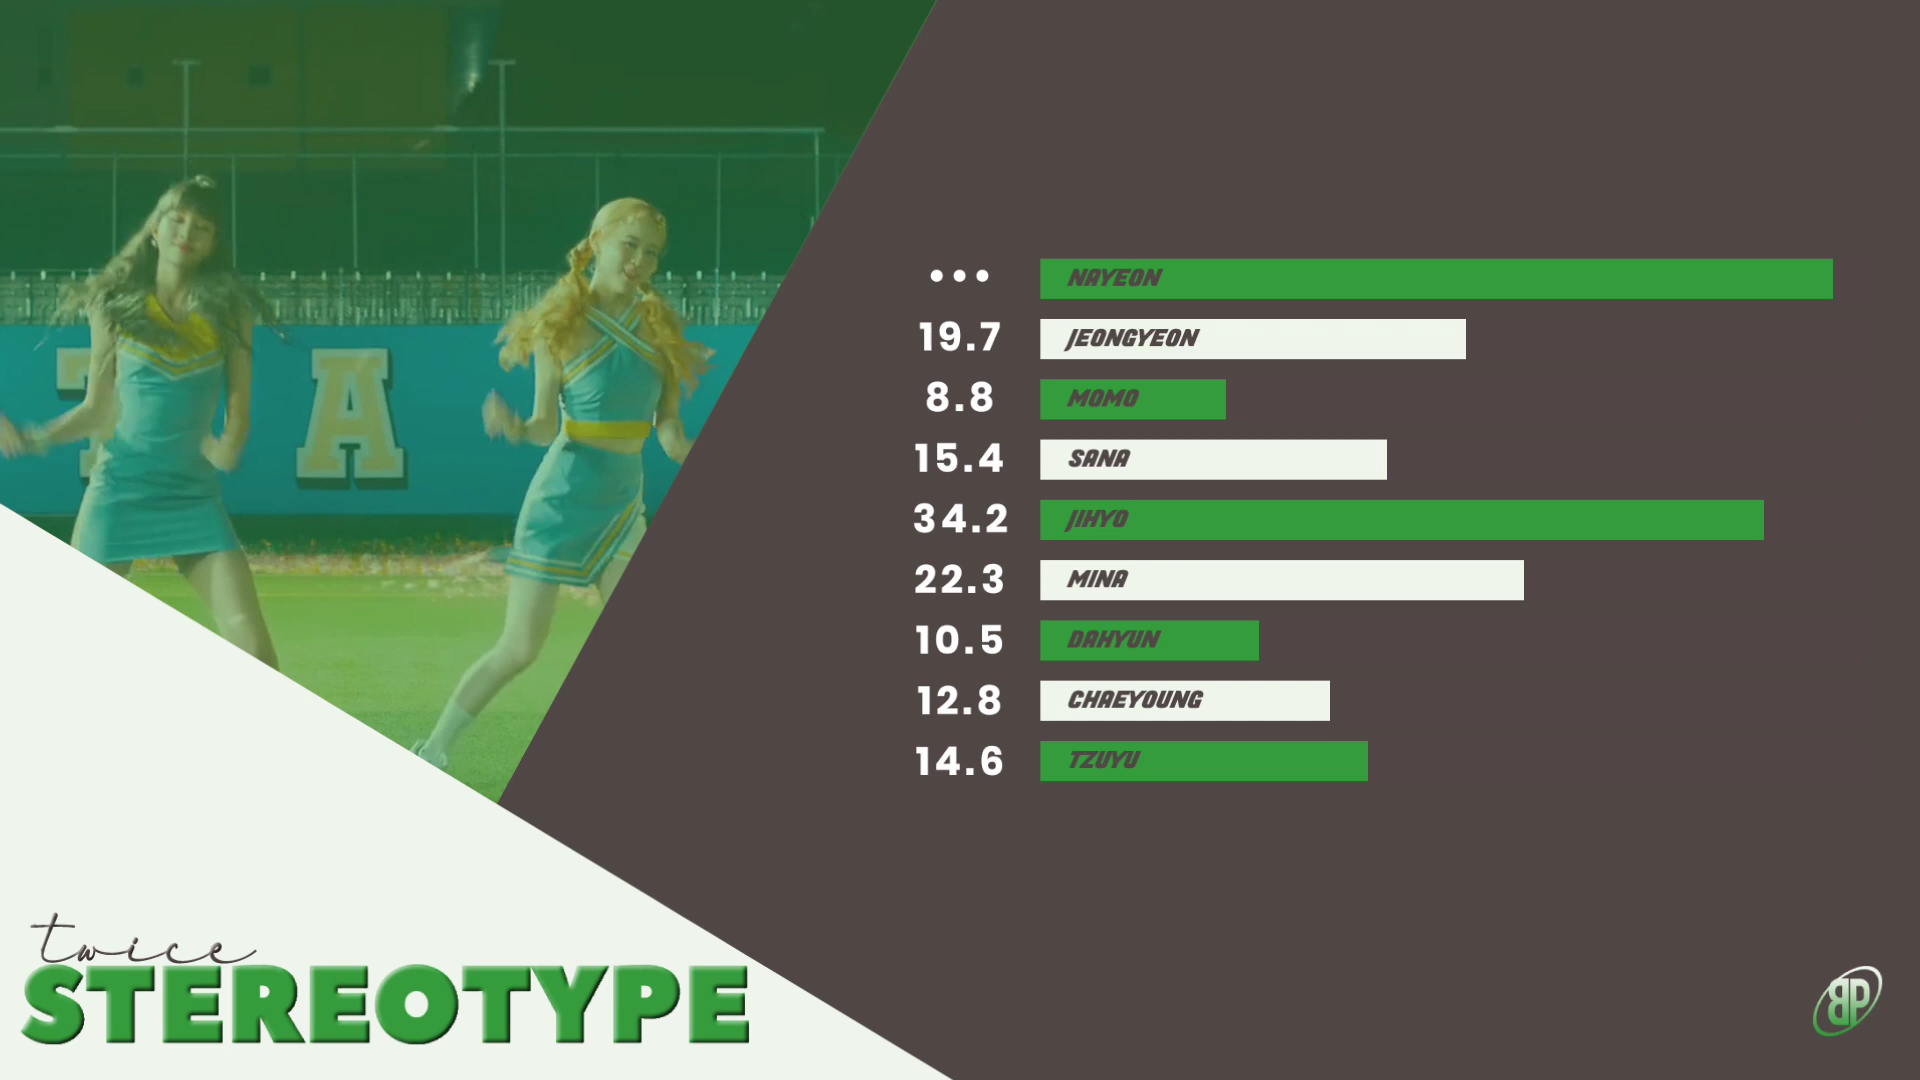 T A
••• NAYEON
19.7 JEONGYEON
8.8 MOMO
15.4 SANA
34.2 JIHYO
22.3 MINA
10.5 DAHYUN
12.8 CHAEYOUNG
14.6 TZUYU
twice
STEREOTYPE
BP